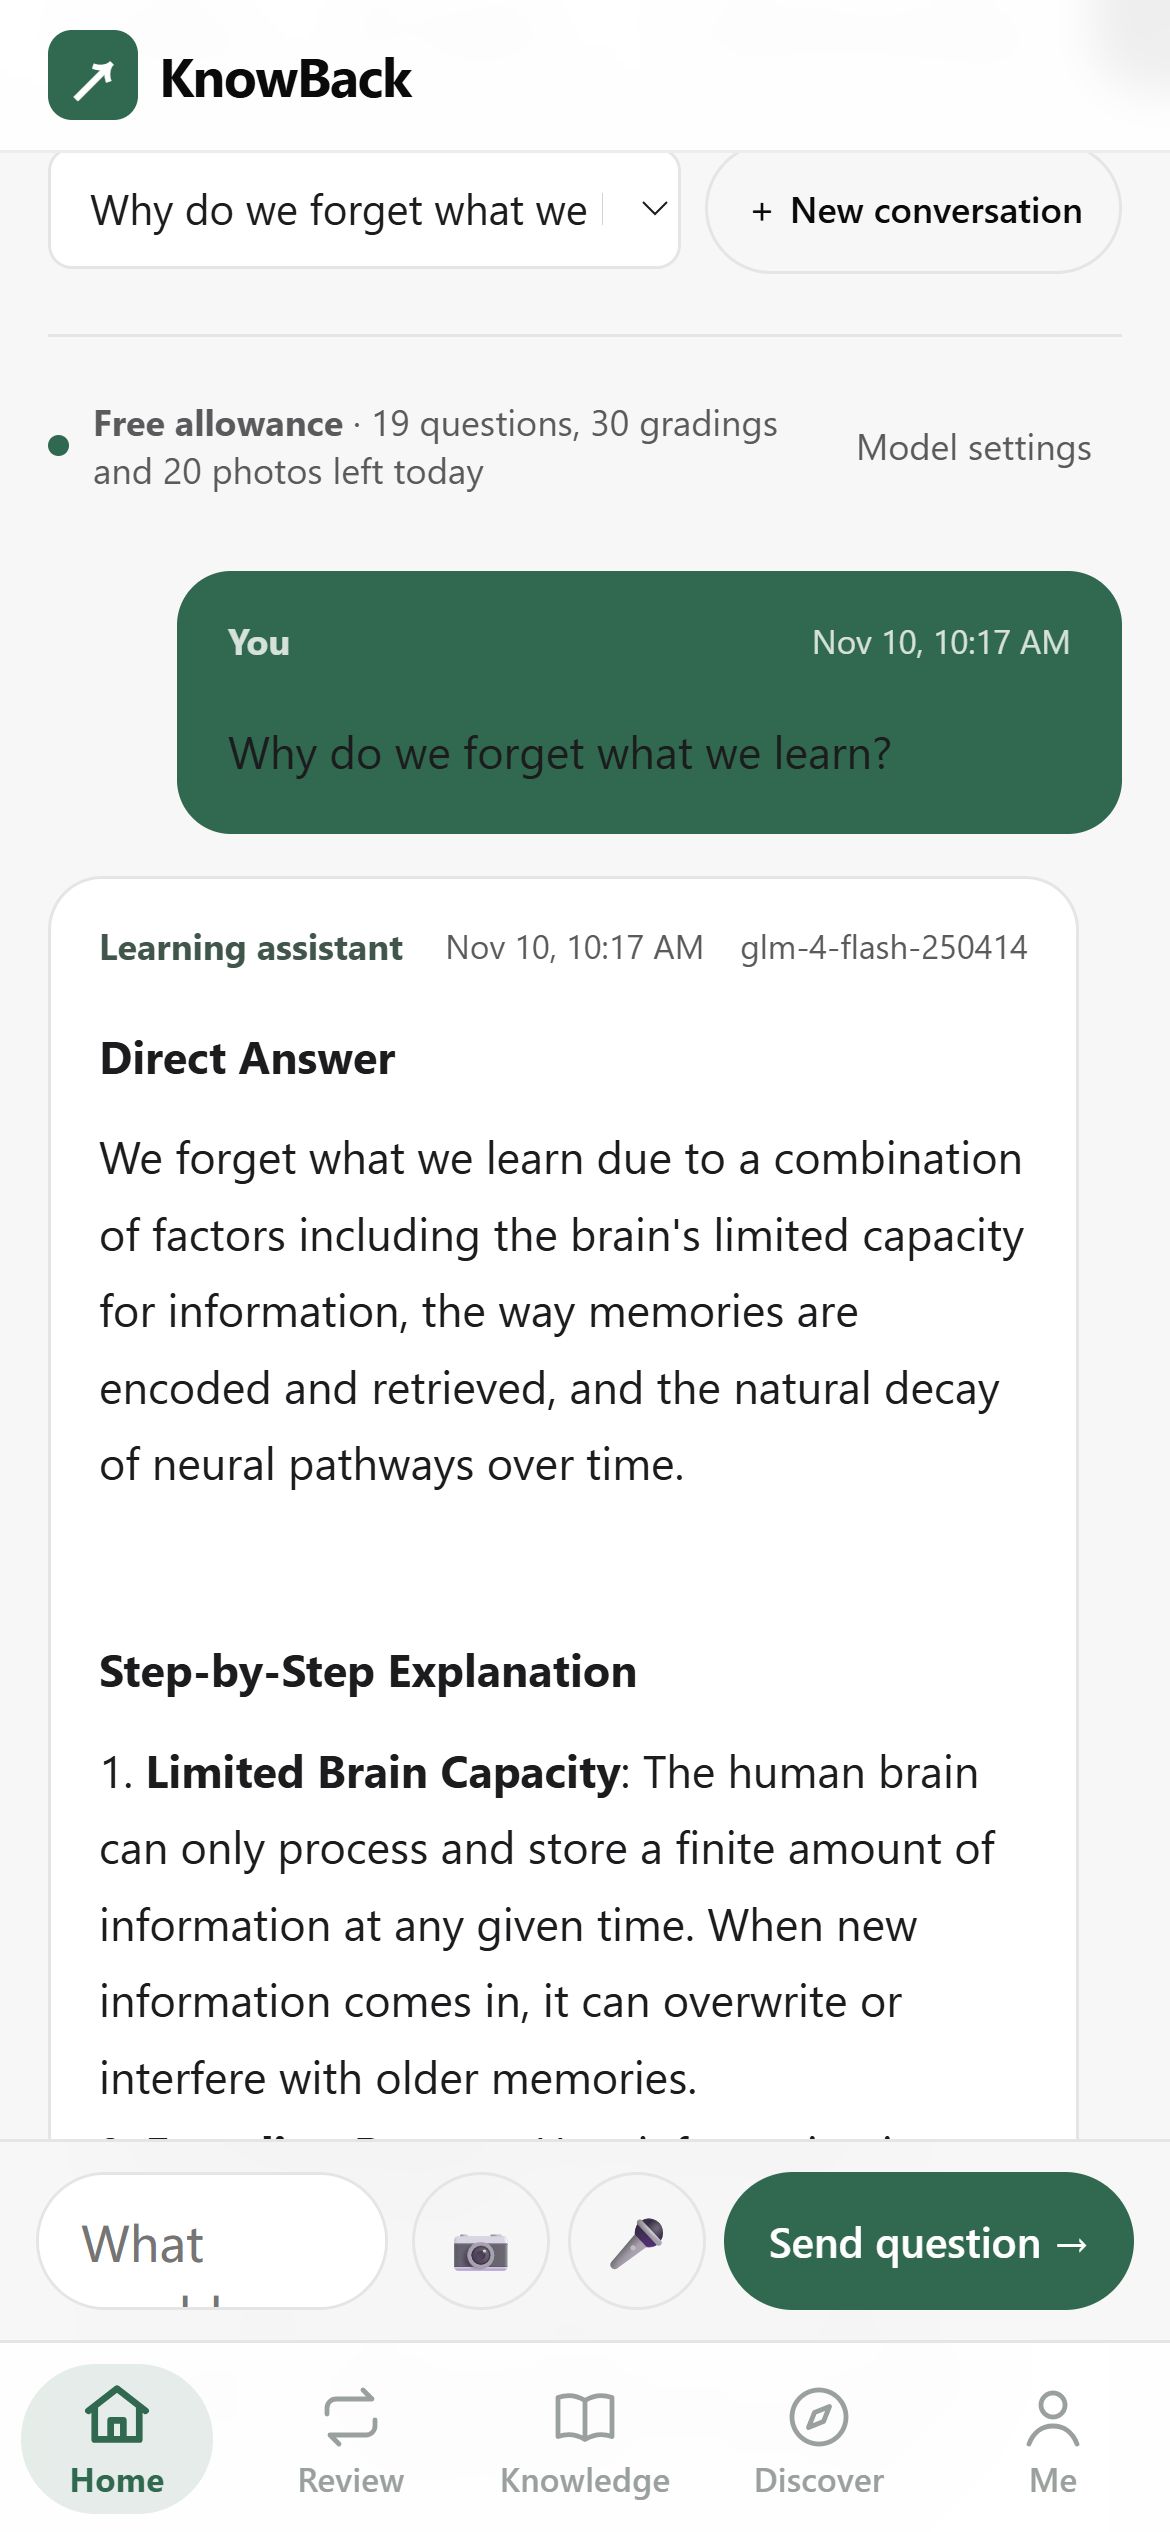 KnowBack
Why do we forget what we
+ New conversation
Free allowance · 19 questions, 30 gradings
and 20 photos left today
Model settings
You
Nov 10, 10:17 AM
Why do we forget what we learn?
Learning assistant Nov 10, 10:17 AM glm-4-flash-250414
Direct Answer
We forget what we learn due to a combination
of factors including the brain's limited capacity
for information, the way memories are
encoded and retrieved, and the natural decay
of neural pathways over time.
Step-by-Step Explanation
1. Limited Brain Capacity: The human brain
can only process and store a finite amount of
information at any given time. When new
information comes in, it can overwrite or
interfere with older memories.
What
Send question →
Home
Review
Knowledge
Discover
Me